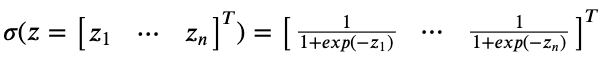 σ(z = [z₁ ⋯ zₙ]ᵀ) = [ 1/(1+exp(−z₁)) ⋯ 1/(1+exp(−zₙ)) ]ᵀ